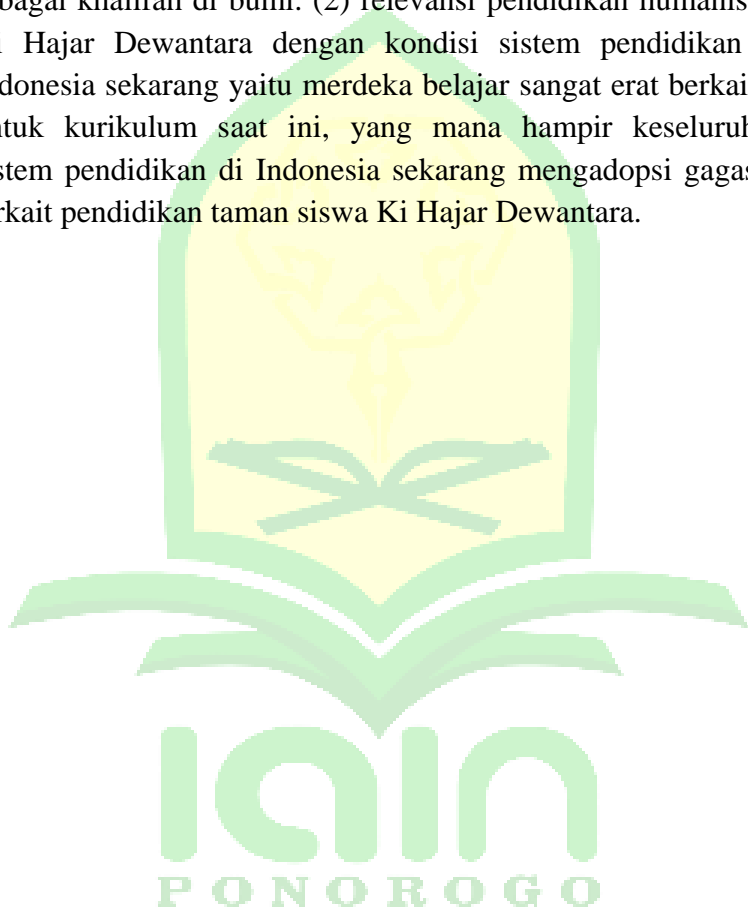 bagai khalifah di bumi. (2) relevansi pendidikan humanis
Hajar Dewantara dengan kondisi sistem pendidikan
donesia sekarang yaitu merdeka belajar sangat erat berkai
tuk kurikulum saat ini, yang mana hampir keseluruh
stem pendidikan di Indonesia sekarang mengadopsi gagas
rkait pendidikan taman siswa Ki Hajar Dewantara.
IAIN
PONOROGO